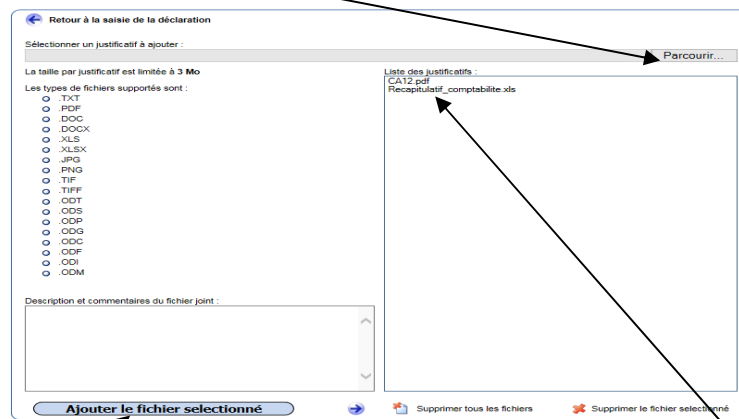 Retour à la saisie de la déclaration
Sélectionner un justificatif à ajouter :
Parcourir...
La taille par justificatif est limitée à 3 Mo
Les types de fichiers supportés sont :
.TXT
.PDF
.DOC
.DOCX
.XLS
.XLSX
.JPG
.PNG
.TIF
.TIFF
.ODT
.ODS
.ODP
.ODG
.ODC
.ODF
.ODI
.ODM
Liste des justificatifs :
CA12.pdf
Recapitulatif_comptabilite.xls
Description et commentaires du fichier joint :
Ajouter le fichier selectionné
Supprimer tous les fichiers
Supprimer le fichier selectionné